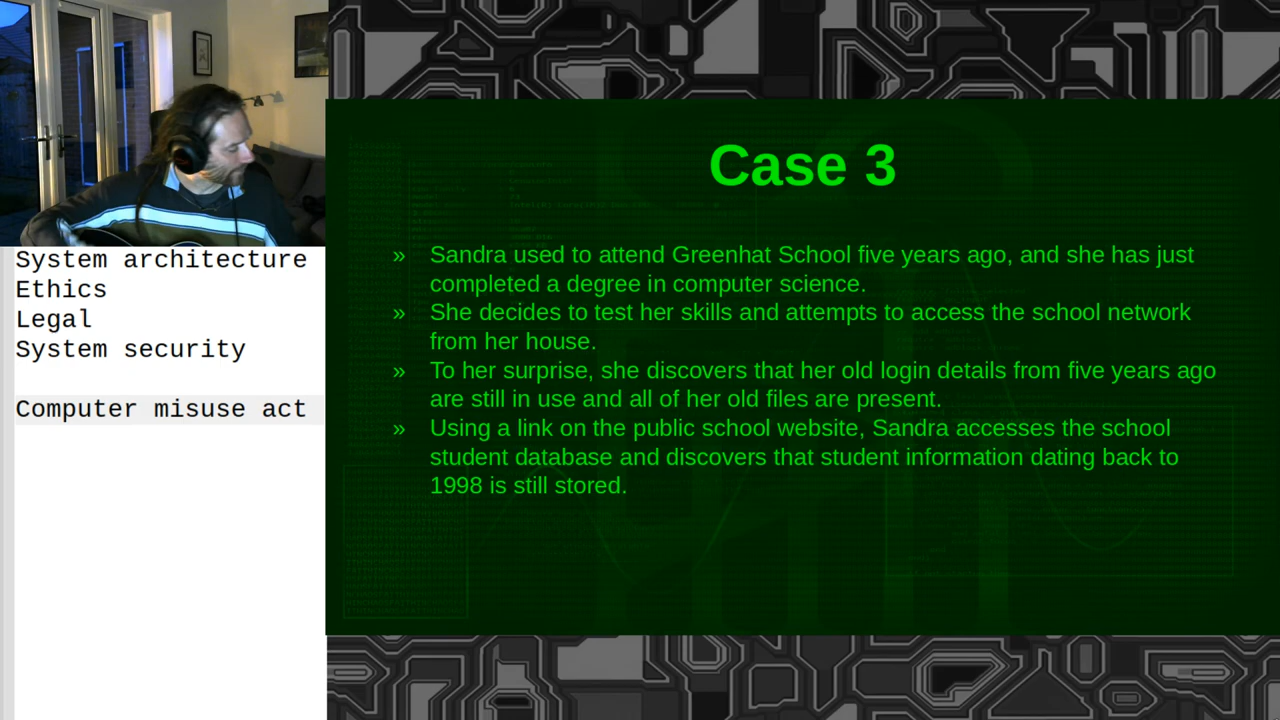 System architecture
Ethics
Legal
System security
Computer misuse act
Case 3
» Sandra used to attend Greenhat School five years ago, and she has just
completed a degree in computer science.
» She decides to test her skills and attempts to access the school network
from her house.
» To her surprise, she discovers that her old login details from five years ago
are still in use and all of her old files are present.
» Using a link on the public school website, Sandra accesses the school
student database and discovers that student information dating back to
1998 is still stored.